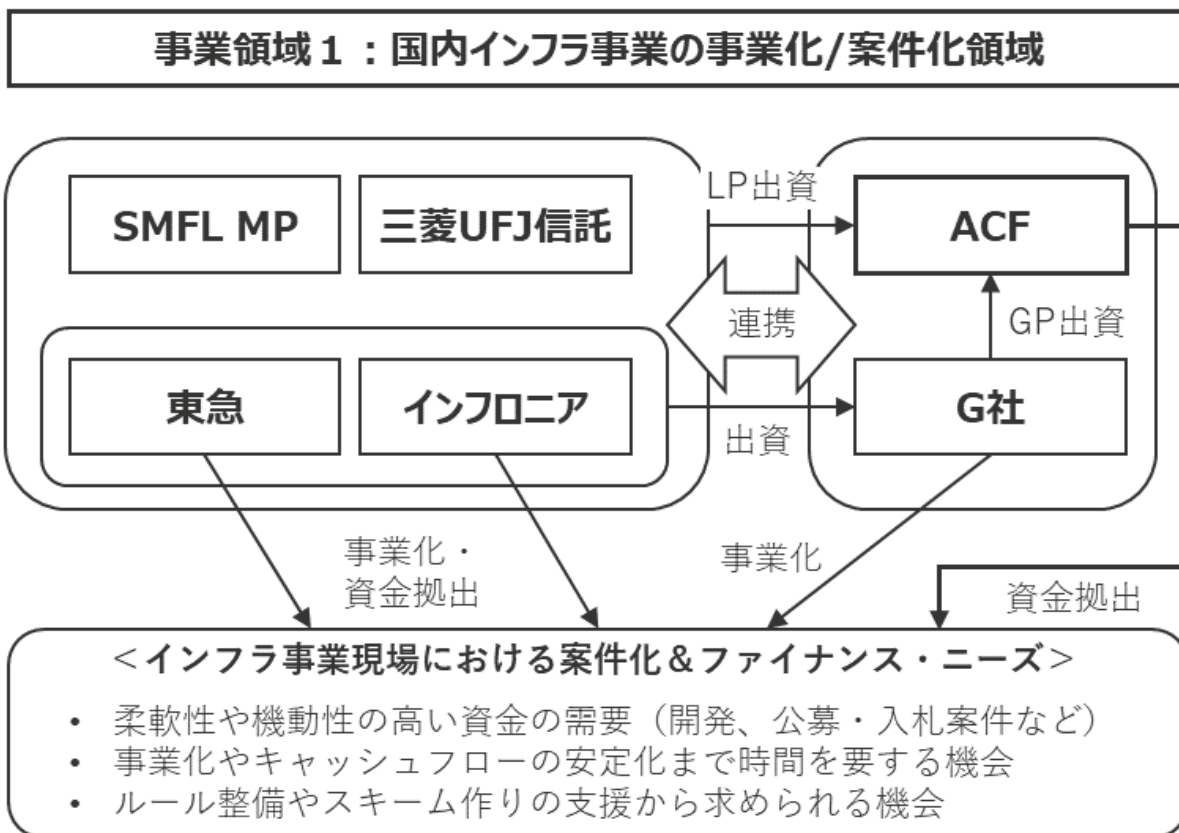 事業領域1：国内インフラ事業の事業化/案件化領域
SMFL MP
三菱UFJ信託
LP出資
ACF
連携
GP出資
東急
インフロニア
出資
G社
事業化・
資金拠出
事業化
資金拠出
＜インフラ事業現場における案件化＆ファイナンス・ニーズ＞
• 柔軟性や機動性の高い資金の需要（開発、公募・入札案件など）
• 事業化やキャッシュフローの安定化まで時間を要する機会
• ルール整備やスキーム作りの支援から求められる機会